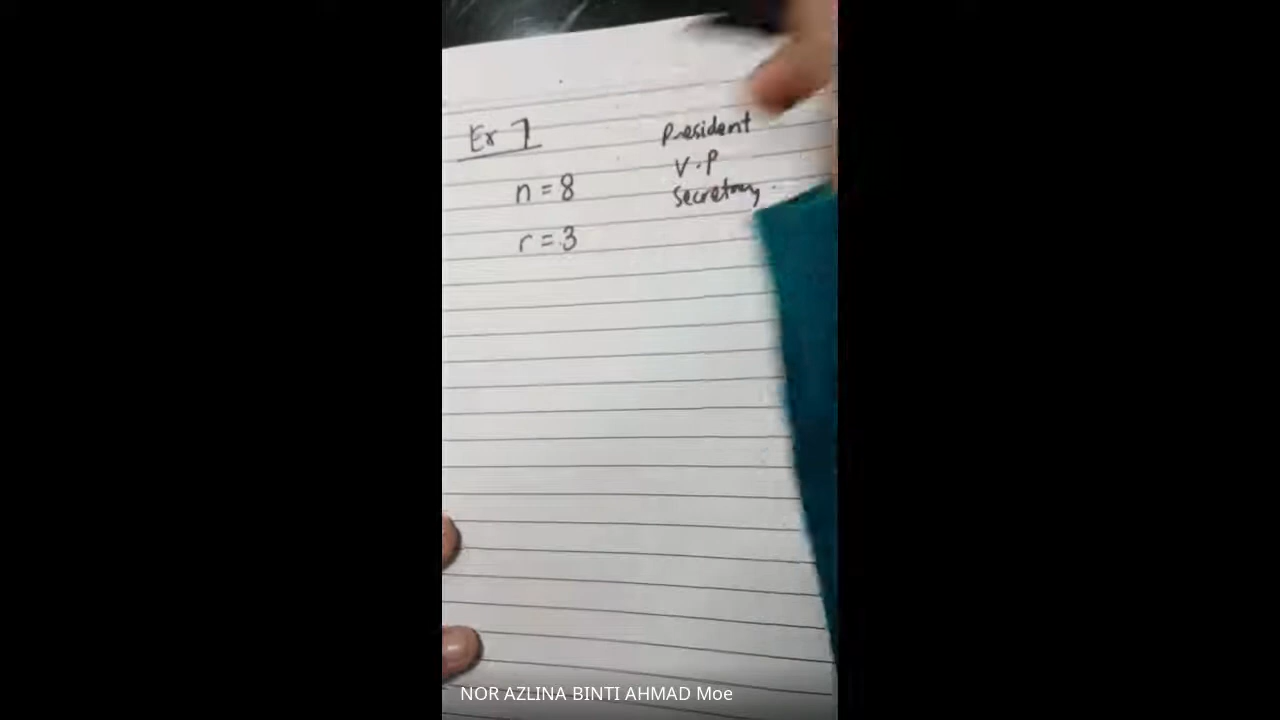 Ex 7
n = 8
r = 3
President
V.P
Secretary
NOR AZLINA BINTI AHMAD Moe